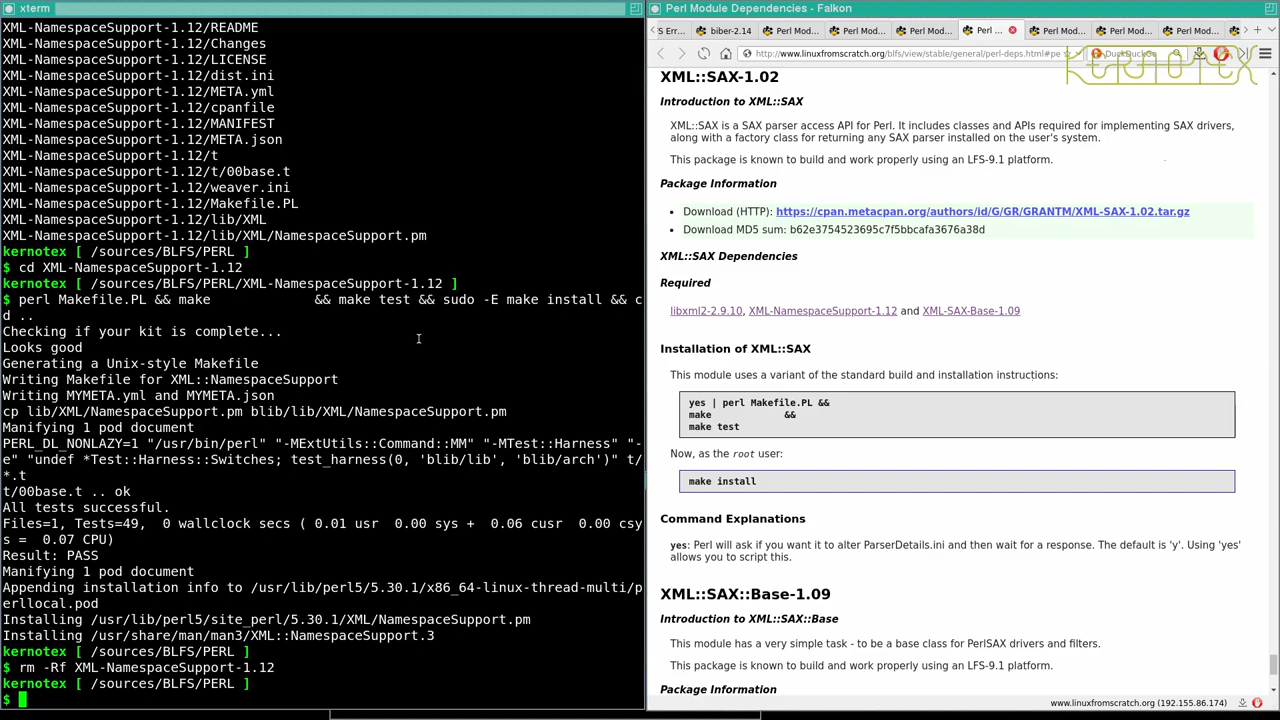 xterm
XML-NamespaceSupport-1.12/README
XML-NamespaceSupport-1.12/Changes
XML-NamespaceSupport-1.12/LICENSE
XML-NamespaceSupport-1.12/dist.ini
XML-NamespaceSupport-1.12/META.yml
XML-NamespaceSupport-1.12/cpanfile
XML-NamespaceSupport-1.12/MANIFEST
XML-NamespaceSupport-1.12/META.json
XML-NamespaceSupport-1.12/t
XML-NamespaceSupport-1.12/t/00base.t
XML-NamespaceSupport-1.12/weaver.ini
XML-NamespaceSupport-1.12/Makefile.PL
XML-NamespaceSupport-1.12/lib/XML
XML-NamespaceSupport-1.12/lib/XML/NamespaceSupport.pm
kernotex [ /sources/BLFS/PERL ]
$ cd XML-NamespaceSupport-1.12
kernotex [ /sources/BLFS/PERL/XML-NamespaceSupport-1.12 ]
$ perl Makefile.PL && make             && make test && sudo -E make install && c
d ..
Checking if your kit is complete...
Looks good
Generating a Unix-style Makefile
Writing Makefile for XML::NamespaceSupport
Writing MYMETA.yml and MYMETA.json
cp lib/XML/NamespaceSupport.pm blib/lib/XML/NamespaceSupport.pm
Manifying 1 pod document
PERL_DL_NONLAZY=1 "/usr/bin/perl" "-MExtUtils::Command::MM" "-MTest::Harness" "-
e" "undef *Test::Harness::Switches; test_harness(0, 'blib/lib', 'blib/arch')" t/
*.t
t/00base.t .. ok
All tests successful.
Files=1, Tests=49,  0 wallclock secs ( 0.01 usr  0.00 sys +  0.06 cusr  0.00 csy
s =  0.07 CPU)
Result: PASS
Manifying 1 pod document
Appending installation info to /usr/lib/perl5/5.30.1/x86_64-linux-thread-multi/p
erllocal.pod
Installing /usr/lib/perl5/site_perl/5.30.1/XML/NamespaceSupport.pm
Installing /usr/share/man/man3/XML::NamespaceSupport.3
kernotex [ /sources/BLFS/PERL ]
$ rm -Rf XML-NamespaceSupport-1.12
kernotex [ /sources/BLFS/PERL ]
$
Perl Module Dependencies - Falkon
S Err... biber-2.14 Perl Mod... Perl Mod... Perl Mod... Perl ... Perl Mod... Perl Mod... Perl Mod...
http://www.linuxfromscratch.org/blfs/view/stable/general/perl-deps.html#pe DuckDuckGo
KERNOTEX
XML::SAX-1.02
Introduction to XML::SAX
XML::SAX is a SAX parser access API for Perl. It includes classes and APIs required for implementing SAX drivers,
along with a factory class for returning any SAX parser installed on the user's system.
This package is known to build and work properly using an LFS-9.1 platform.
Package Information
• Download (HTTP): https://cpan.metacpan.org/authors/id/G/GR/GRANTM/XML-SAX-1.02.tar.gz
• Download MD5 sum: b62e3754523695c7f5bbcafa3676a38d
XML::SAX Dependencies
Required
libxml2-2.9.10, XML-NamespaceSupport-1.12 and XML-SAX-Base-1.09
Installation of XML::SAX
This module uses a variant of the standard build and installation instructions:
yes | perl Makefile.PL &&
make                   &&
make test
Now, as the root user:
make install
Command Explanations
yes: Perl will ask if you want it to alter ParserDetails.ini and then wait for a response. The default is 'y'. Using 'yes'
allows you to script this.
XML::SAX::Base-1.09
Introduction to XML::SAX::Base
This module has a very simple task - to be a base class for PerlSAX drivers and filters.
This package is known to build and work properly using an LFS-9.1 platform.
Package Information
www.linuxfromscratch.org (192.155.86.174)